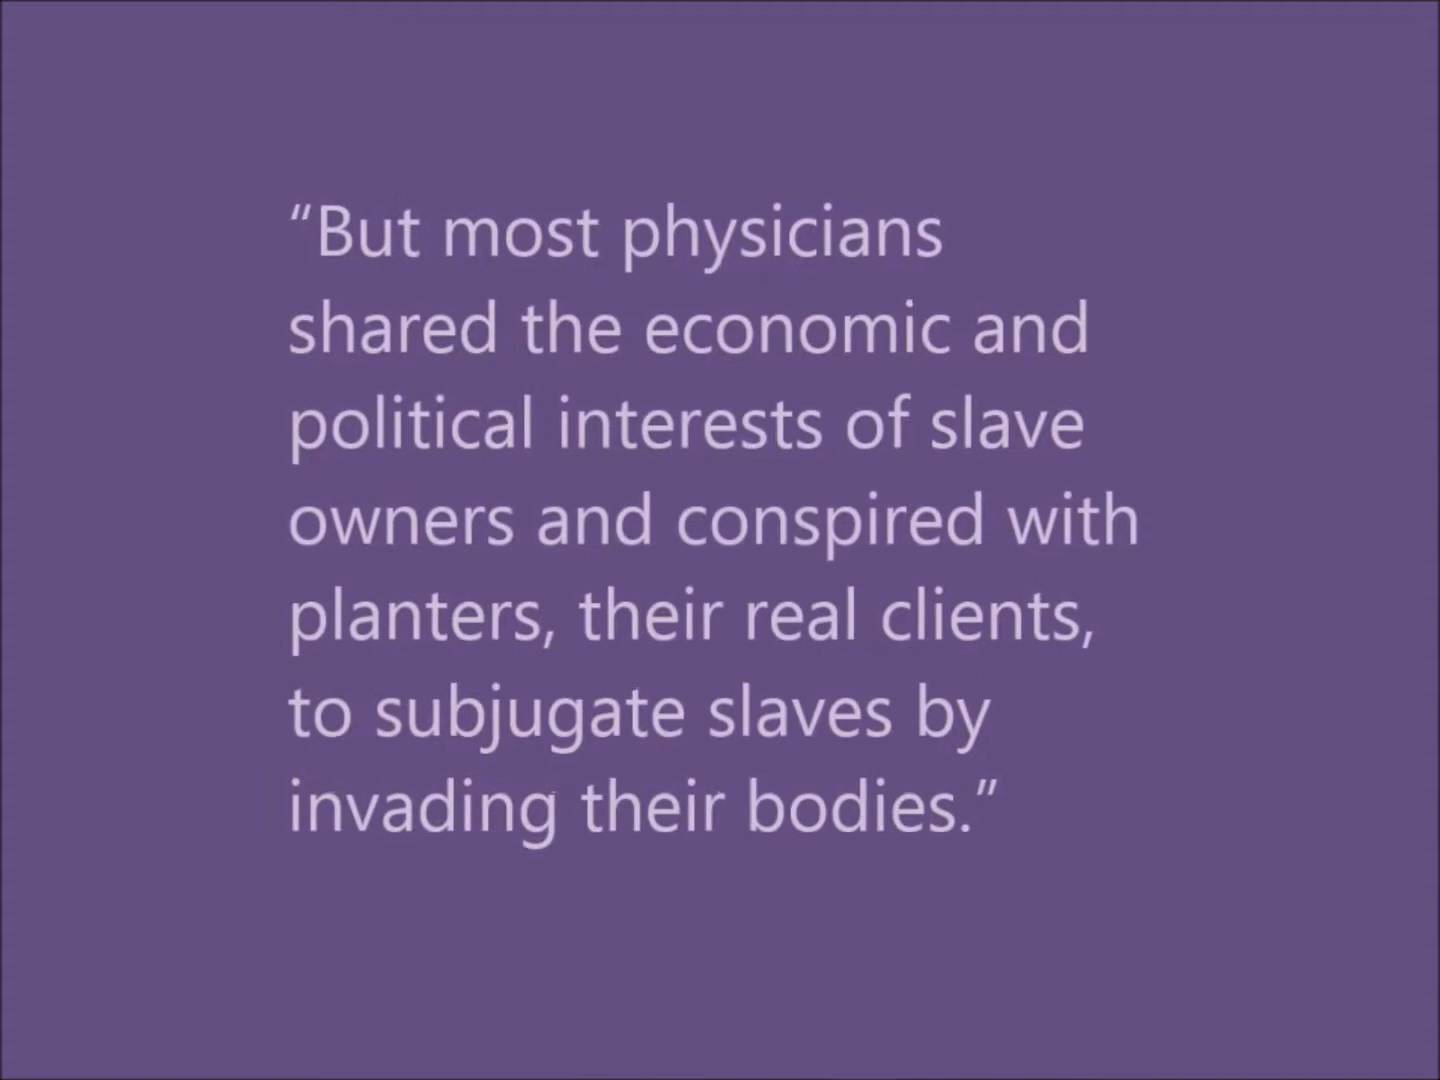 “But most physicians
shared the economic and
political interests of slave
owners and conspired with
planters, their real clients,
to subjugate slaves by
invading their bodies.”